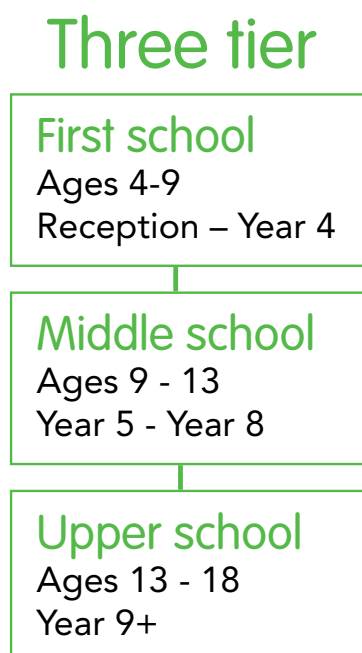 Three tier
First school
Ages 4-9
Reception – Year 4
Middle school
Ages 9 - 13
Year 5 - Year 8
Upper school
Ages 13 - 18
Year 9+